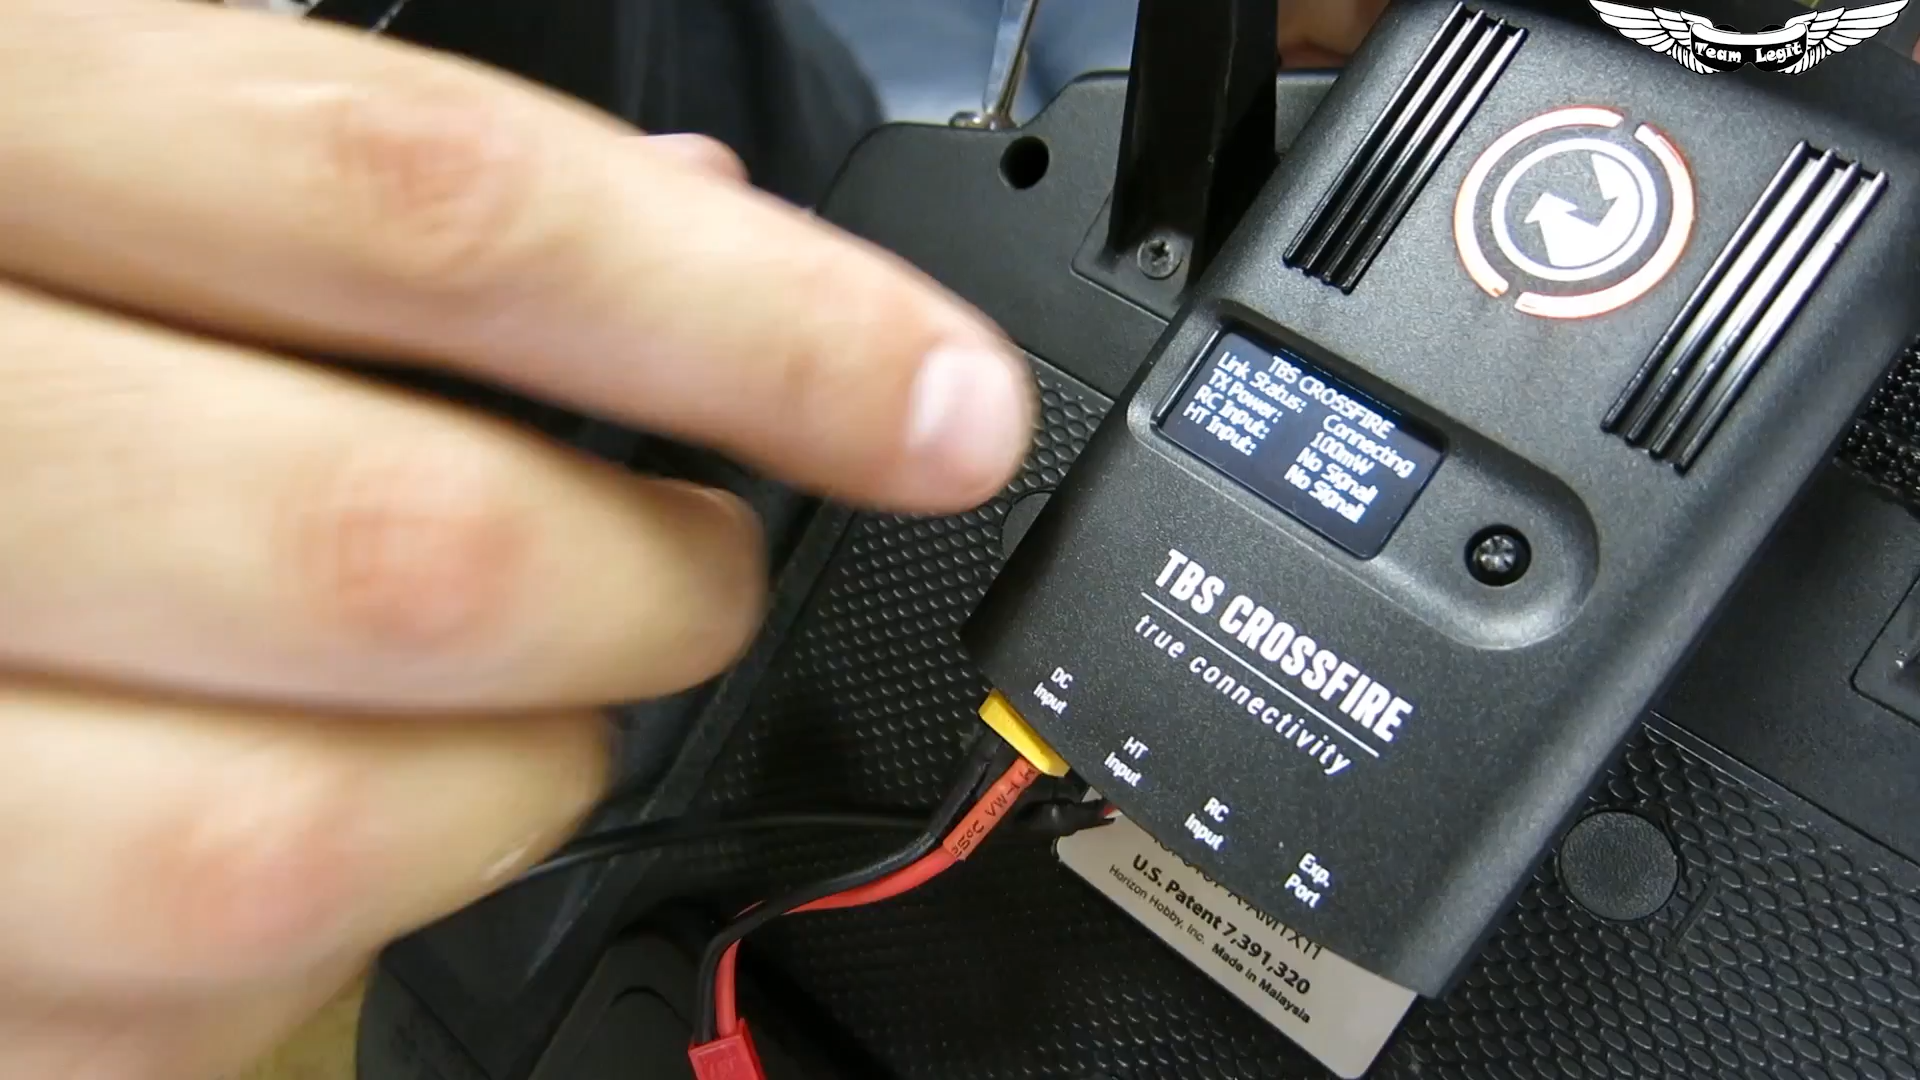 Team Legit
TBS CROSSFIRE
Link Status: Connecting
TX Power: 100mW
RC Input: No Signal
HT Input: No Signal
TBS CROSSFIRE
true connectivity
DC
Input
HT
Input
RC
Input
Exp.
Port
U.S. Patent 7,391,320
Horizon Hobby, Inc. Made in Malaysia